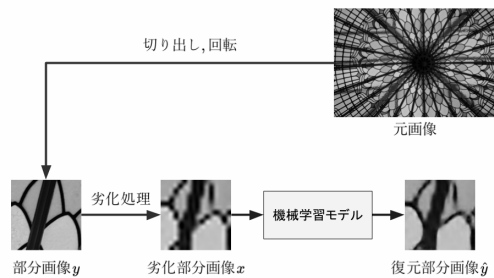 切り出し,回転
元画像
劣化処理
機械学習モデル
部分画像y
劣化部分画像x
復元部分画像ŷ